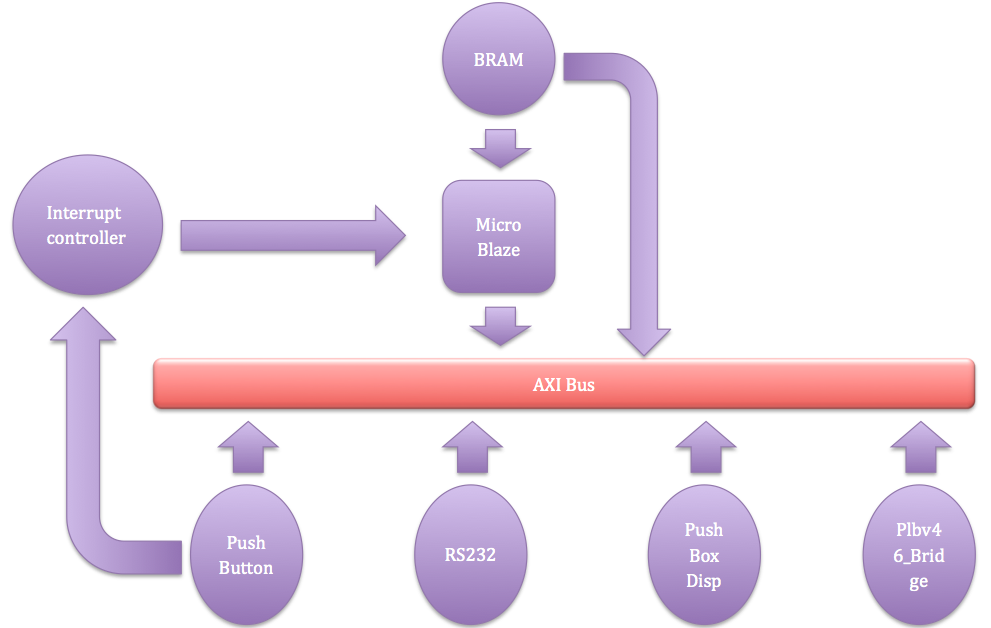 BRAM
Interrupt
controller
Micro
Blaze
AXI Bus
Push
Button
RS232
Push
Box
Disp
Plbv4
6_Brid
ge